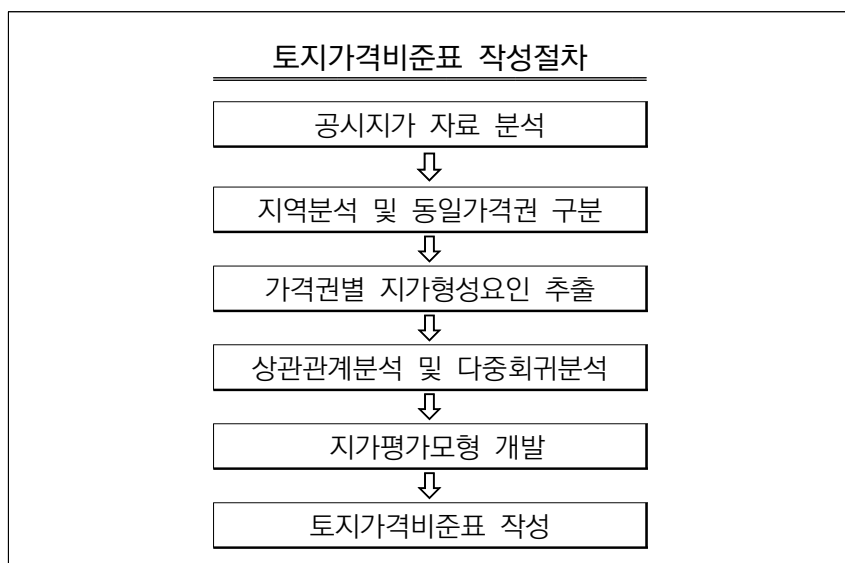 토지가격비준표 작성절차
공시지가 자료 분석
지역분석 및 동일가격권 구분
가격권별 지가형성요인 추출
상관관계분석 및 다중회귀분석
지가평가모형 개발
토지가격비준표 작성